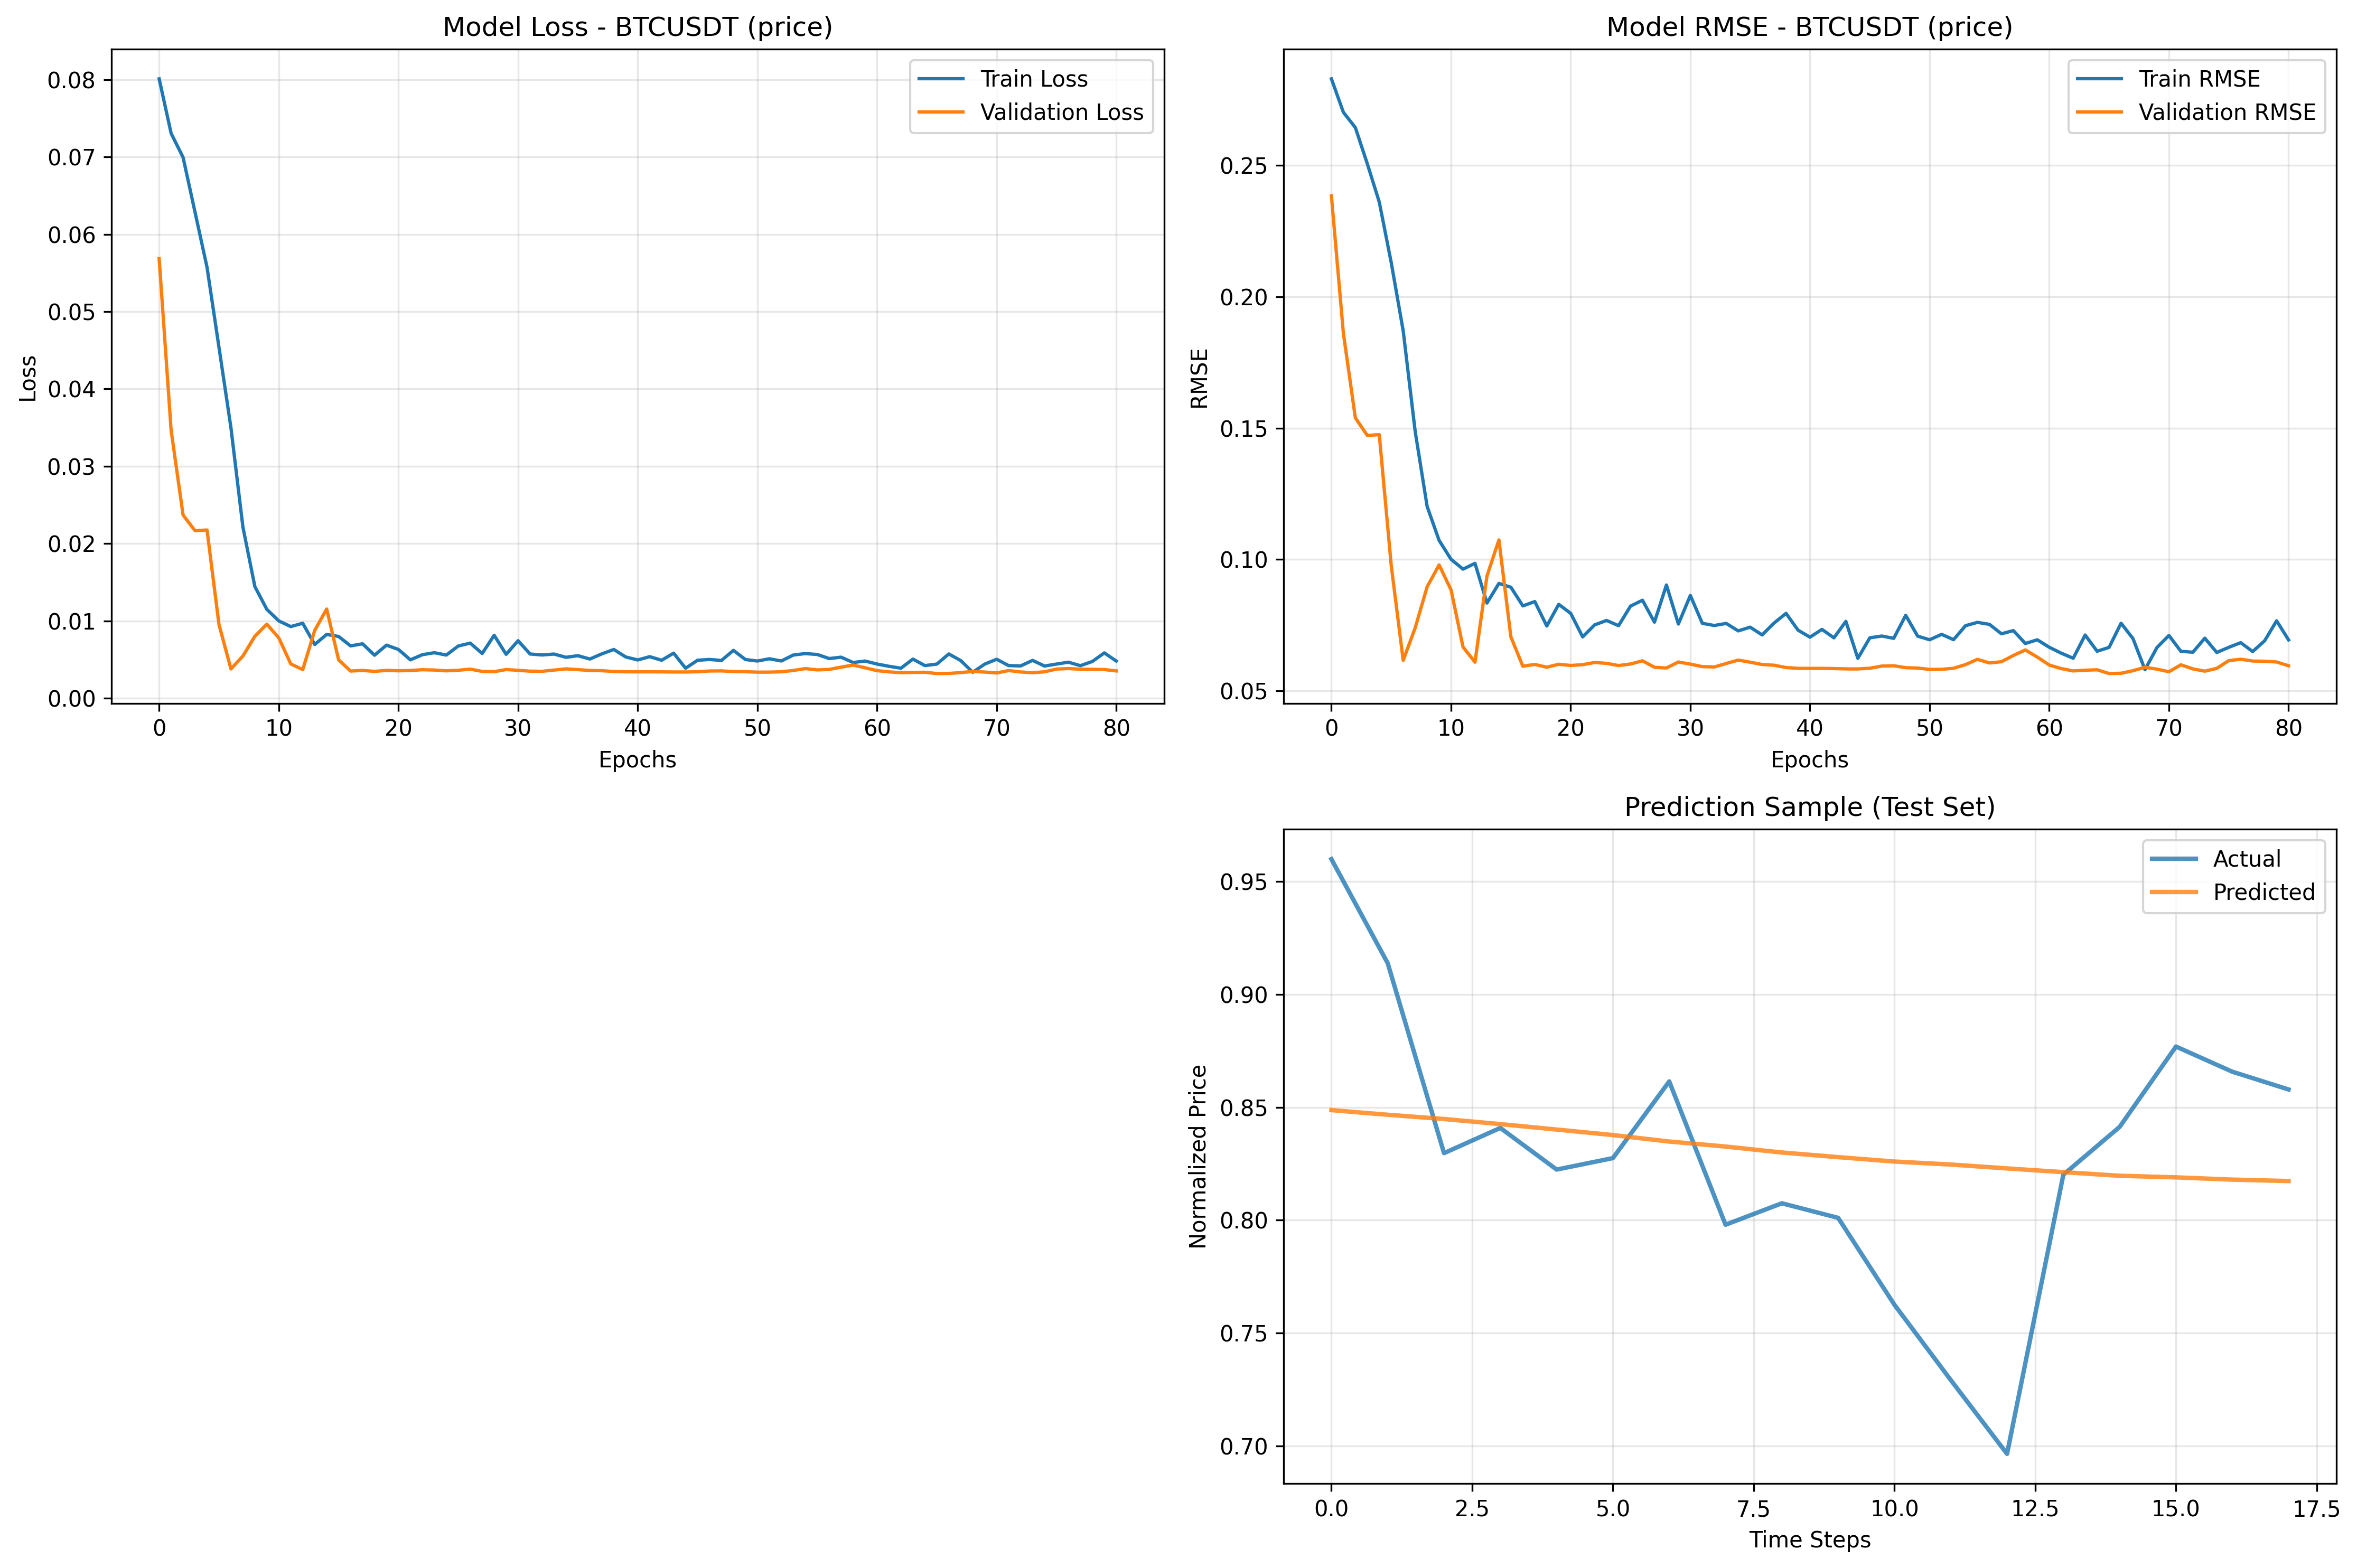 Model Loss - BTCUSDT (price)
Train Loss
Validation Loss
0.08
0.07
0.06
0.05
0.04
0.03
0.02
0.01
0.00
Loss
0 10 20 30 40 50 60 70 80
Epochs
Model RMSE - BTCUSDT (price)
Train RMSE
Validation RMSE
0.25
0.20
0.15
0.10
0.05
RMSE
0 10 20 30 40 50 60 70 80
Epochs
Prediction Sample (Test Set)
Actual
Predicted
0.95
0.90
0.85
0.80
0.75
0.70
Normalized Price
0.0 2.5 5.0 7.5 10.0 12.5 15.0 17.5
Time Steps